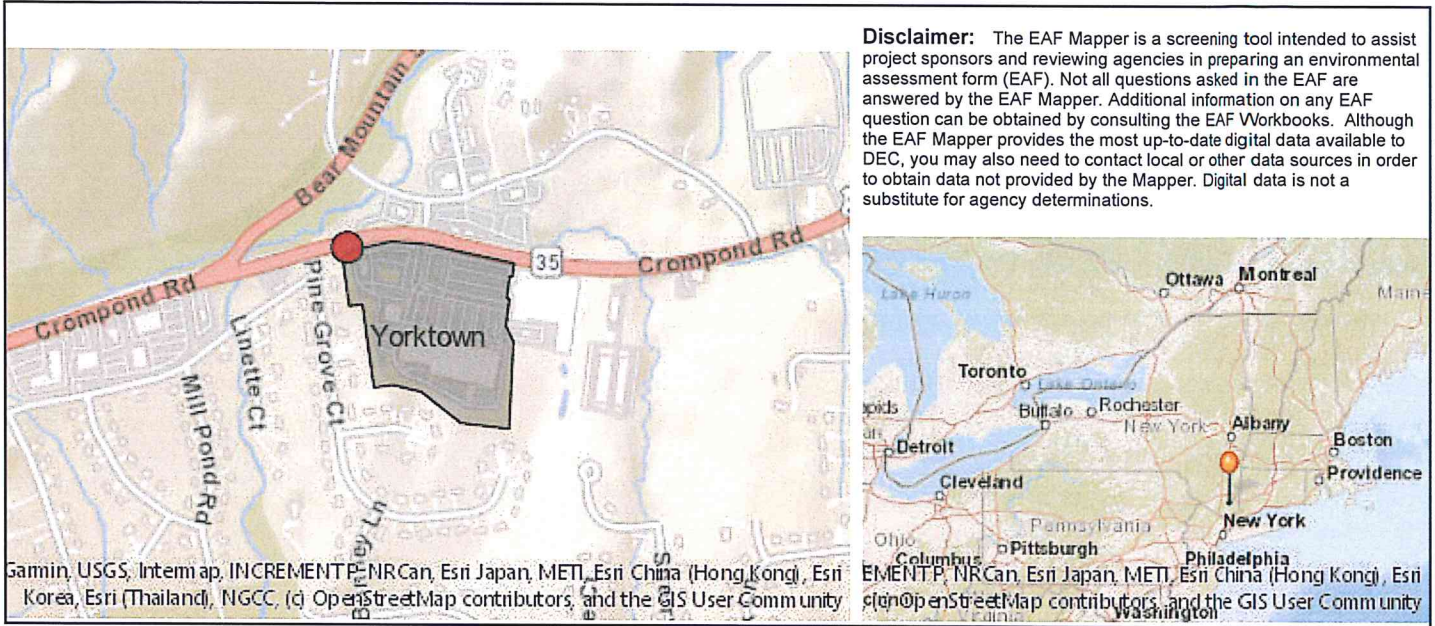 Disclaimer: The EAF Mapper is a screening tool intended to assist
project sponsors and reviewing agencies in preparing an environmental
assessment form (EAF). Not all questions asked in the EAF are
answered by the EAF Mapper. Additional information on any EAF
question can be obtained by consulting the EAF Workbooks. Although
the EAF Mapper provides the most up-to-date digital data available to
DEC, you may also need to contact local or other data sources in order
to obtain data not provided by the Mapper. Digital data is not a
substitute for agency determinations.
Bear Mountain
Crompond Rd
35
Crompond Rd
Pine Grove Ct
Linette Ct
Mill Pond Rd
Yorktown
Garmin, USGS, Intermap, INCREMENT P, NRCan, Esri Japan, METI, Esri China (Hong Kong), Esri
Korea, Esri (Thailand), NGCC, (c) OpenStreetMap contributors, and the GIS User Community
Ottawa
Montreal
Maine
Lake Huron
Toronto
Lake Ontario
Rochester
Buffalo
New York
Albany
Boston
Providence
apids
Detroit
Cleveland
New York
Pennsylvania
Ohio
Columbus
Pittsburgh
Philadelphia
EMENT P, NRCan, Esri Japan, METI, Esri China (Hong Kong), Esri
OpenStreetMap contributors, and the GIS User Community
Washington